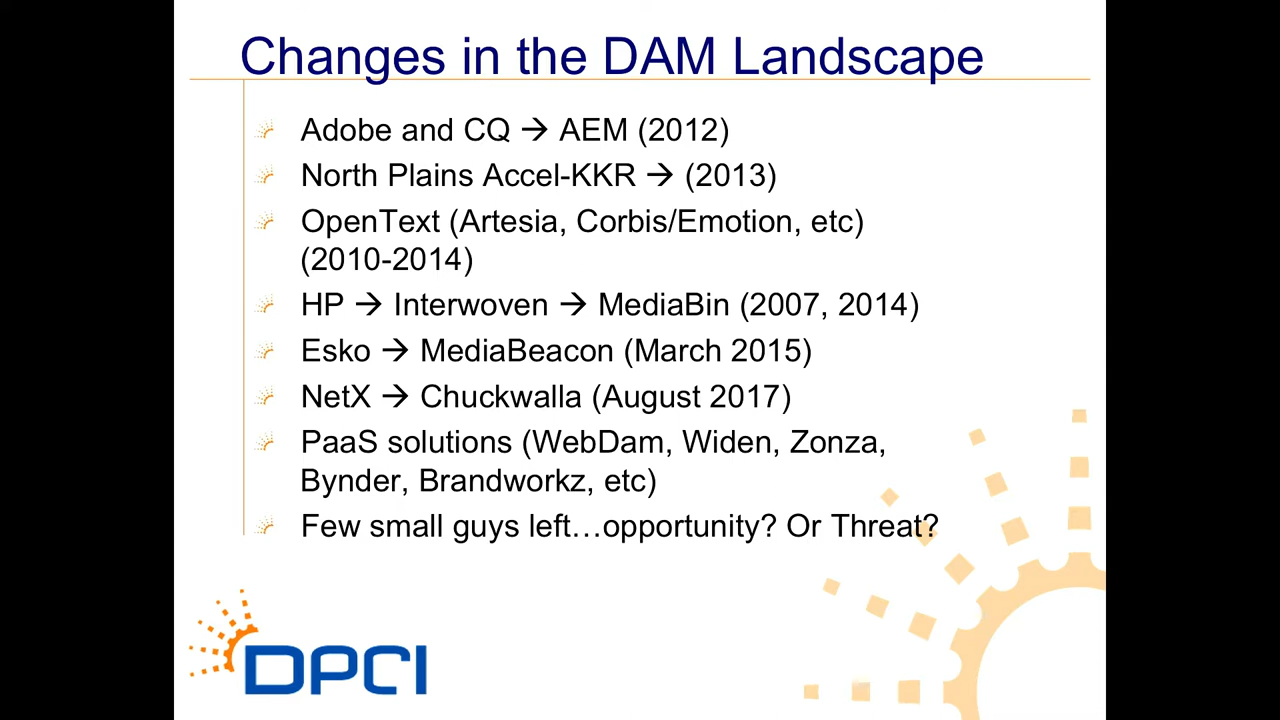 Changes in the DAM Landscape
Adobe and CQ → AEM (2012)
North Plains Accel-KKR → (2013)
OpenText (Artesia, Corbis/Emotion, etc)
(2010-2014)
HP → Interwoven → MediaBin (2007, 2014)
Esko → MediaBeacon (March 2015)
NetX → Chuckwalla (August 2017)
PaaS solutions (WebDam, Widen, Zonza,
Bynder, Brandworkz, etc)
Few small guys left…opportunity? Or Threat?
DPCI